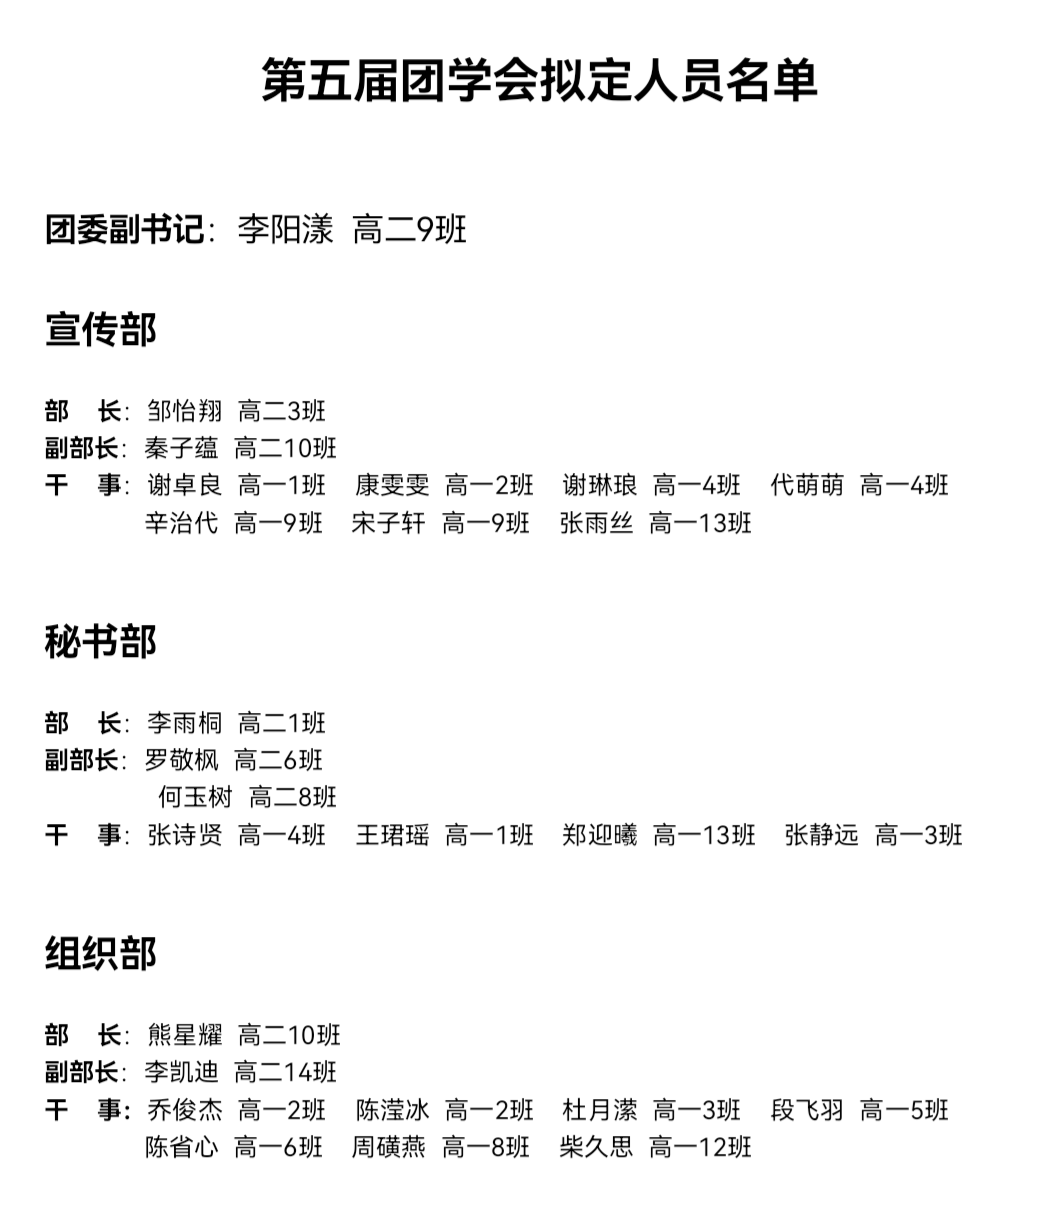 第五届团学会拟定人员名单
团委副书记：李阳漾 高二9班
宣传部
部 长：邹怡翔 高二3班
副部长：秦子蕴 高二10班
干 事：谢卓良 高一1班 康雯雯 高一2班 谢琳琅 高一4班 代萌萌 高一4班
辛治代 高一9班 宋子轩 高一9班 张雨丝 高一13班
秘书部
部 长：李雨桐 高二1班
副部长：罗敬枫 高二6班
何玉树 高二8班
干 事：张诗贤 高一4班 王珺瑶 高一1班 郑迎曦 高一13班 张静远 高一3班
组织部
部 长：熊星耀 高二10班
副部长：李凯迪 高二14班
干 事：乔俊杰 高一2班 陈滢冰 高一2班 杜月潆 高一3班 段飞羽 高一5班
陈省心 高一6班 周磺燕 高一8班 柴久思 高一12班